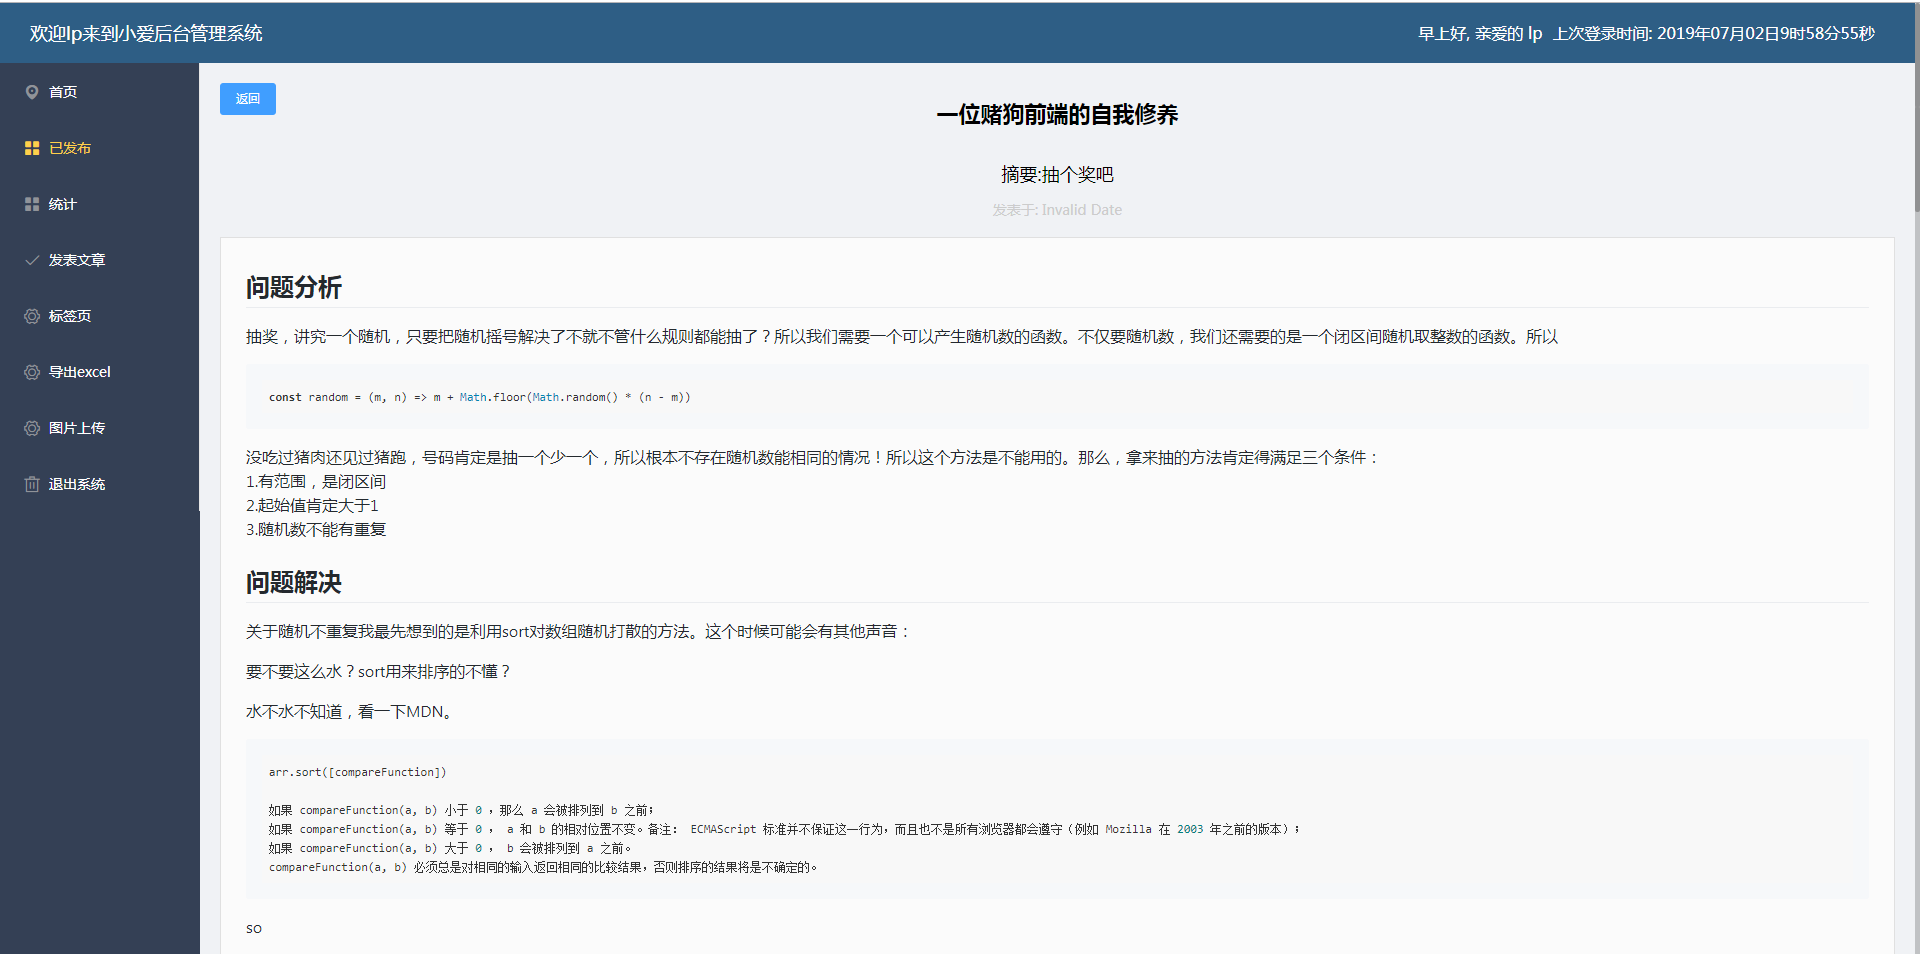 欢迎lp来到小爱后台管理系统
早上好, 亲爱的 lp 上次登录时间: 2019年07月02日9时58分55秒
首页
已发布
统计
发表文章
标签页
导出excel
图片上传
退出系统
返回
一位赌狗前端的自我修养
摘要:抽个奖吧
发表于: Invalid Date
问题分析
抽奖，讲究一个随机，只要把随机摇号解决了不就不管什么规则都能抽了？所以我们需要一个可以产生随机数的函数。不仅要随机数，我们还需要的是一个闭区间随机取整数的函数。所以
const random = (m, n) => m + Math.floor(Math.random() * (n - m))
没吃过猪肉还见过猪跑，号码肯定是抽一个少一个，所以根本不存在随机数能相同的情况！所以这个方法是不能用的。那么，拿来抽的方法肯定得满足三个条件：
1.有范围，是闭区间
2.起始值肯定大于1
3.随机数不能有重复
问题解决
关于随机不重复我最先想到的是利用sort对数组随机打散的方法。这个时候可能会有其他声音：
要不要这么水？sort用来排序的不懂？
水不水不知道，看一下MDN。
arr.sort([compareFunction])
如果 compareFunction(a, b) 小于 0 ，那么 a 会被排列到 b 之前；
如果 compareFunction(a, b) 等于 0 ， a 和 b 的相对位置不变。备注： ECMAScript 标准并不保证这一行为，而且也不是所有浏览器都会遵守（例如 Mozilla 在 2003 年之前的版本）；
如果 compareFunction(a, b) 大于 0 ， b 会被排列到 a 之前。
compareFunction(a, b) 必须总是对相同的输入返回相同的比较结果，否则排序的结果将是不确定的。
so